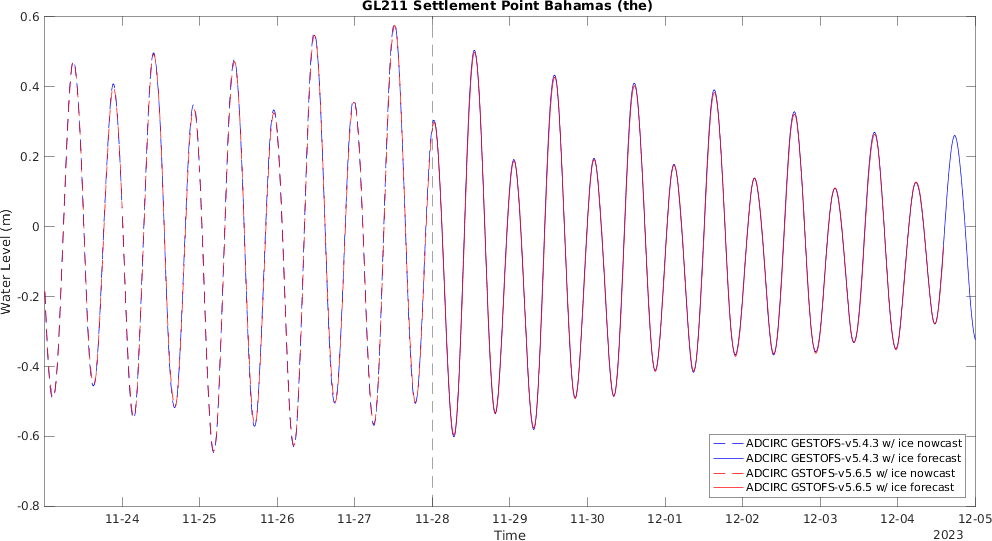 GL211 Settlement Point Bahamas (the)
0.6
0.4
0.2
0
-0.2
-0.4
-0.6
-0.8
Water Level (m)
11-24 11-25 11-26 11-27 11-28 11-29 11-30 12-01 12-02 12-03 12-04 12-05
Time
2023
ADCIRC GESTOFS-v5.4.3 w/ ice nowcast
ADCIRC GESTOFS-v5.4.3 w/ ice forecast
ADCIRC GSTOFS-v5.6.5 w/ ice nowcast
ADCIRC GSTOFS-v5.6.5 w/ ice forecast